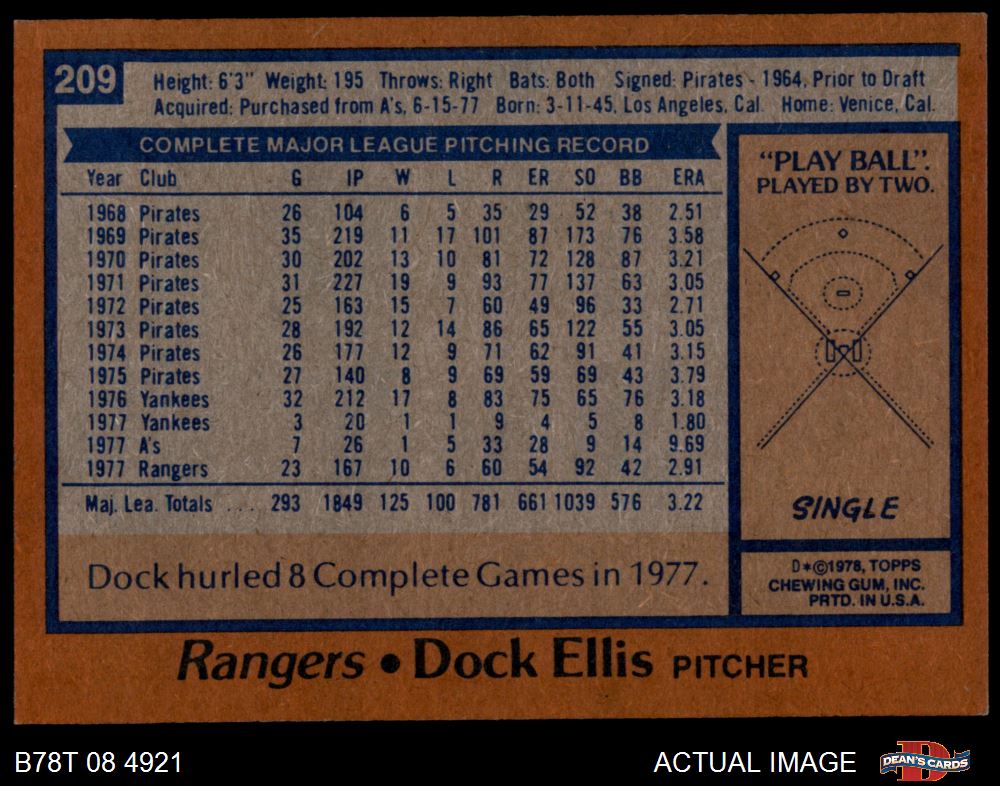 209
Height: 6'3" Weight: 195 Throws: Right Bats: Both Signed: Pirates - 1964, Prior to Draft
Acquired: Purchased from A's, 6-15-77 Born: 3-11-45, Los Angeles, Cal. Home: Venice, Cal.
COMPLETE MAJOR LEAGUE PITCHING RECORD
Year Club G IP W L R ER SO BB ERA
1968 Pirates 26 104 6 5 35 29 52 38 2.51
1969 Pirates 35 219 11 17 101 87 173 76 3.58
1970 Pirates 30 202 13 10 81 72 128 87 3.21
1971 Pirates 31 227 19 9 93 77 137 63 3.05
1972 Pirates 25 163 15 7 60 49 96 33 2.71
1973 Pirates 28 192 12 14 86 65 122 55 3.05
1974 Pirates 26 177 12 9 71 62 91 41 3.15
1975 Pirates 27 140 8 9 69 59 69 43 3.79
1976 Yankees 32 212 17 8 83 75 65 76 3.18
1977 Yankees 3 20 1 1 9 4 5 8 1.80
1977 A's 7 26 1 5 33 28 9 14 9.69
1977 Rangers 23 167 10 6 60 54 92 42 2.91
Maj. Lea. Totals ... 293 1849 125 100 781 661 1039 576 3.22
Dock hurled 8 Complete Games in 1977.
"PLAY BALL".
PLAYED BY TWO.
SINGLE
D*©1978, TOPPS
CHEWING GUM, INC.
PRTD. IN U.S.A.
Rangers • Dock Ellis PITCHER
B78T 08 4921
ACTUAL IMAGE
DEAN'S CARDS